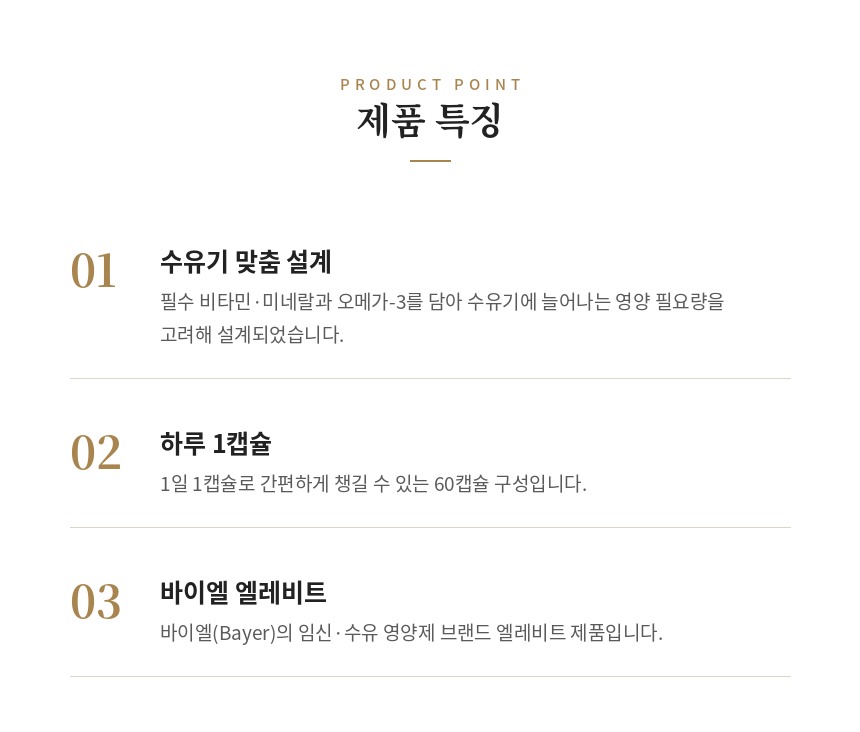 PRODUCT POINT
제품 특징
01
수유기 맞춤 설계
필수 비타민·미네랄과 오메가-3를 담아 수유기에 늘어나는 영양 필요량을
고려해 설계되었습니다.
02
하루 1캡슐
1일 1캡슐로 간편하게 챙길 수 있는 60캡슐 구성입니다.
03
바이엘 엘레비트
바이엘(Bayer)의 임신·수유 영양제 브랜드 엘레비트 제품입니다.